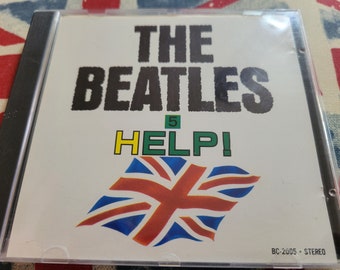 THE
BEATLES
5
HELP!
BC-2005 • STEREO